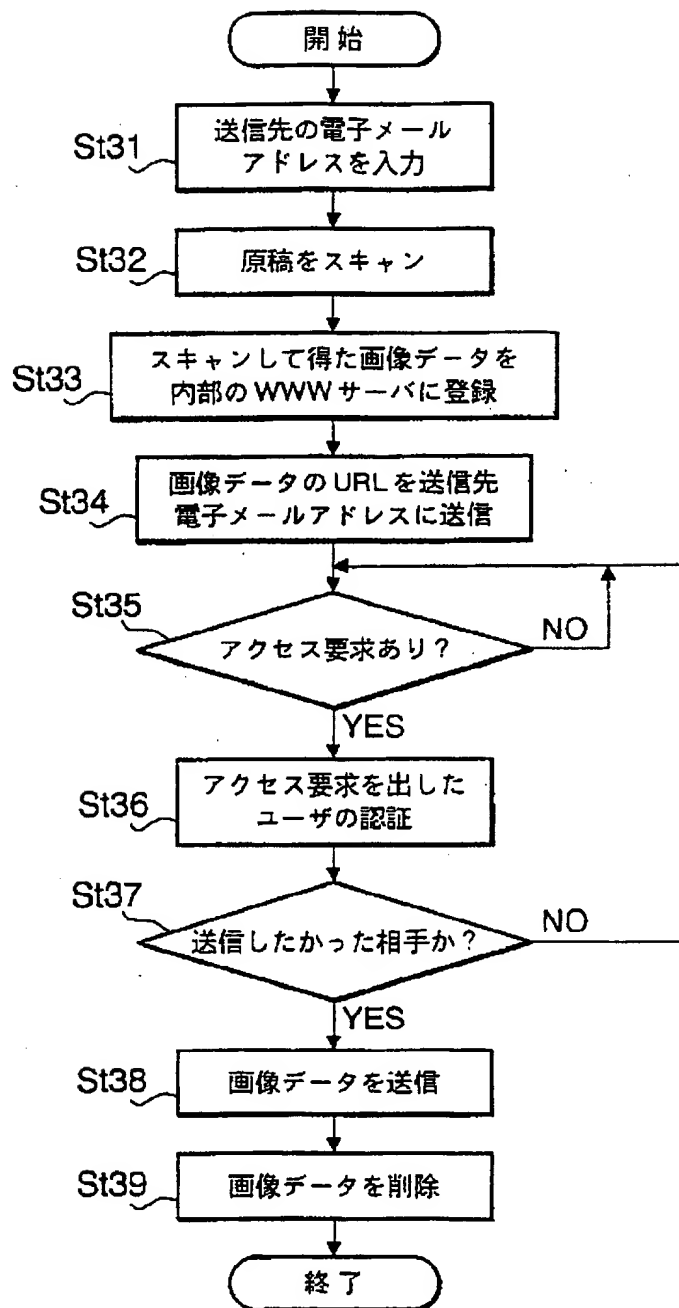 開始
St31
送信先の電子メール
アドレスを入力
St32
原稿をスキャン
St33
スキャンして得た画像データを
内部のWWWサーバに登録
St34
画像データのURLを送信先
電子メールアドレスに送信
St35
アクセス要求あり?
NO
YES
St36
アクセス要求を出した
ユーザの認証
St37
送信したかった相手か?
NO
YES
St38
画像データを送信
St39
画像データを削除
終了